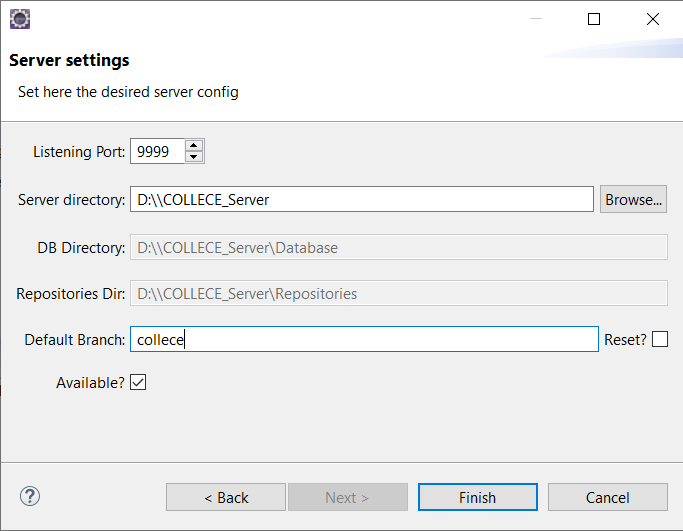 Server settings
Set here the desired server config
Listening Port: 9999
Server directory: D:\\COLLECE_Server Browse...
DB Directory: D:\\COLLECE_Server\Database
Repositories Dir: D:\\COLLECE_Server\Repositories
Default Branch: collece Reset?
Available?
? < Back Next > Finish Cancel